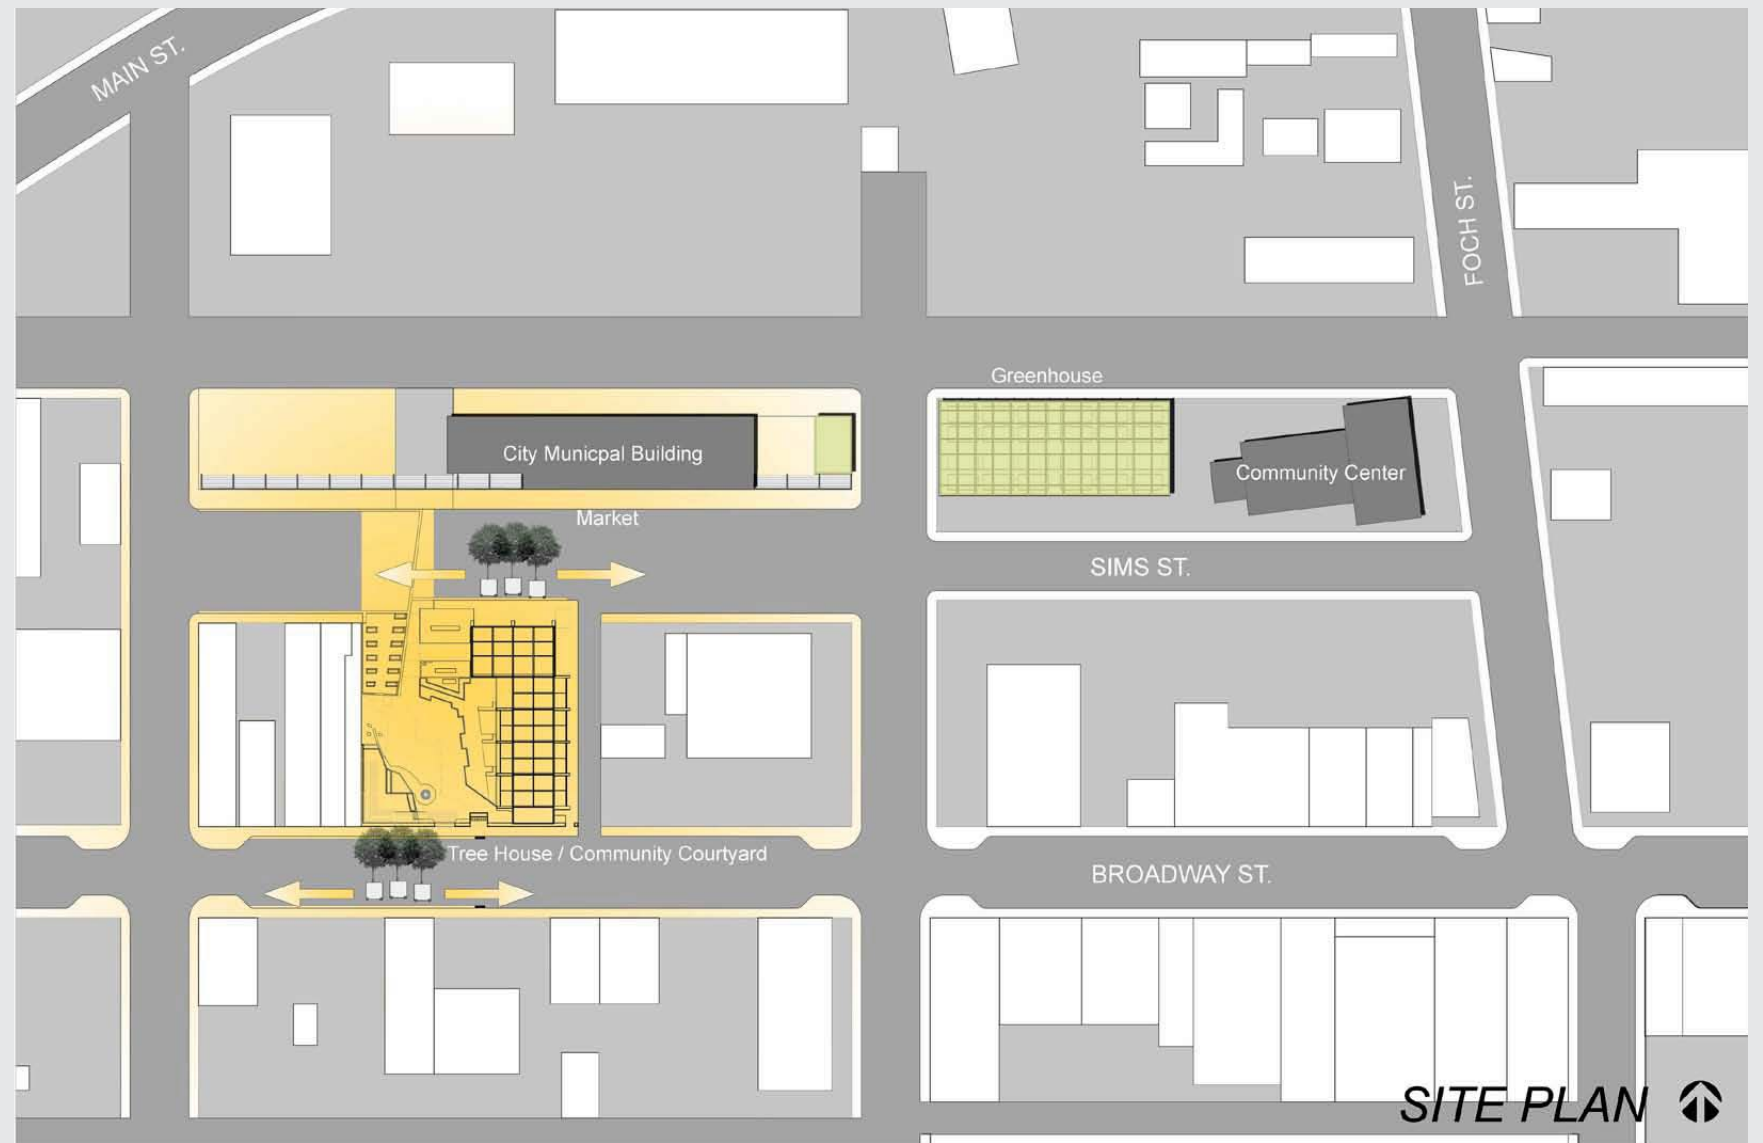 MAIN ST.
FOCH ST.
Greenhouse
City Municpal Building
Community Center
Market
SIMS ST.
Tree House / Community Courtyard
BROADWAY ST.
SITE PLAN